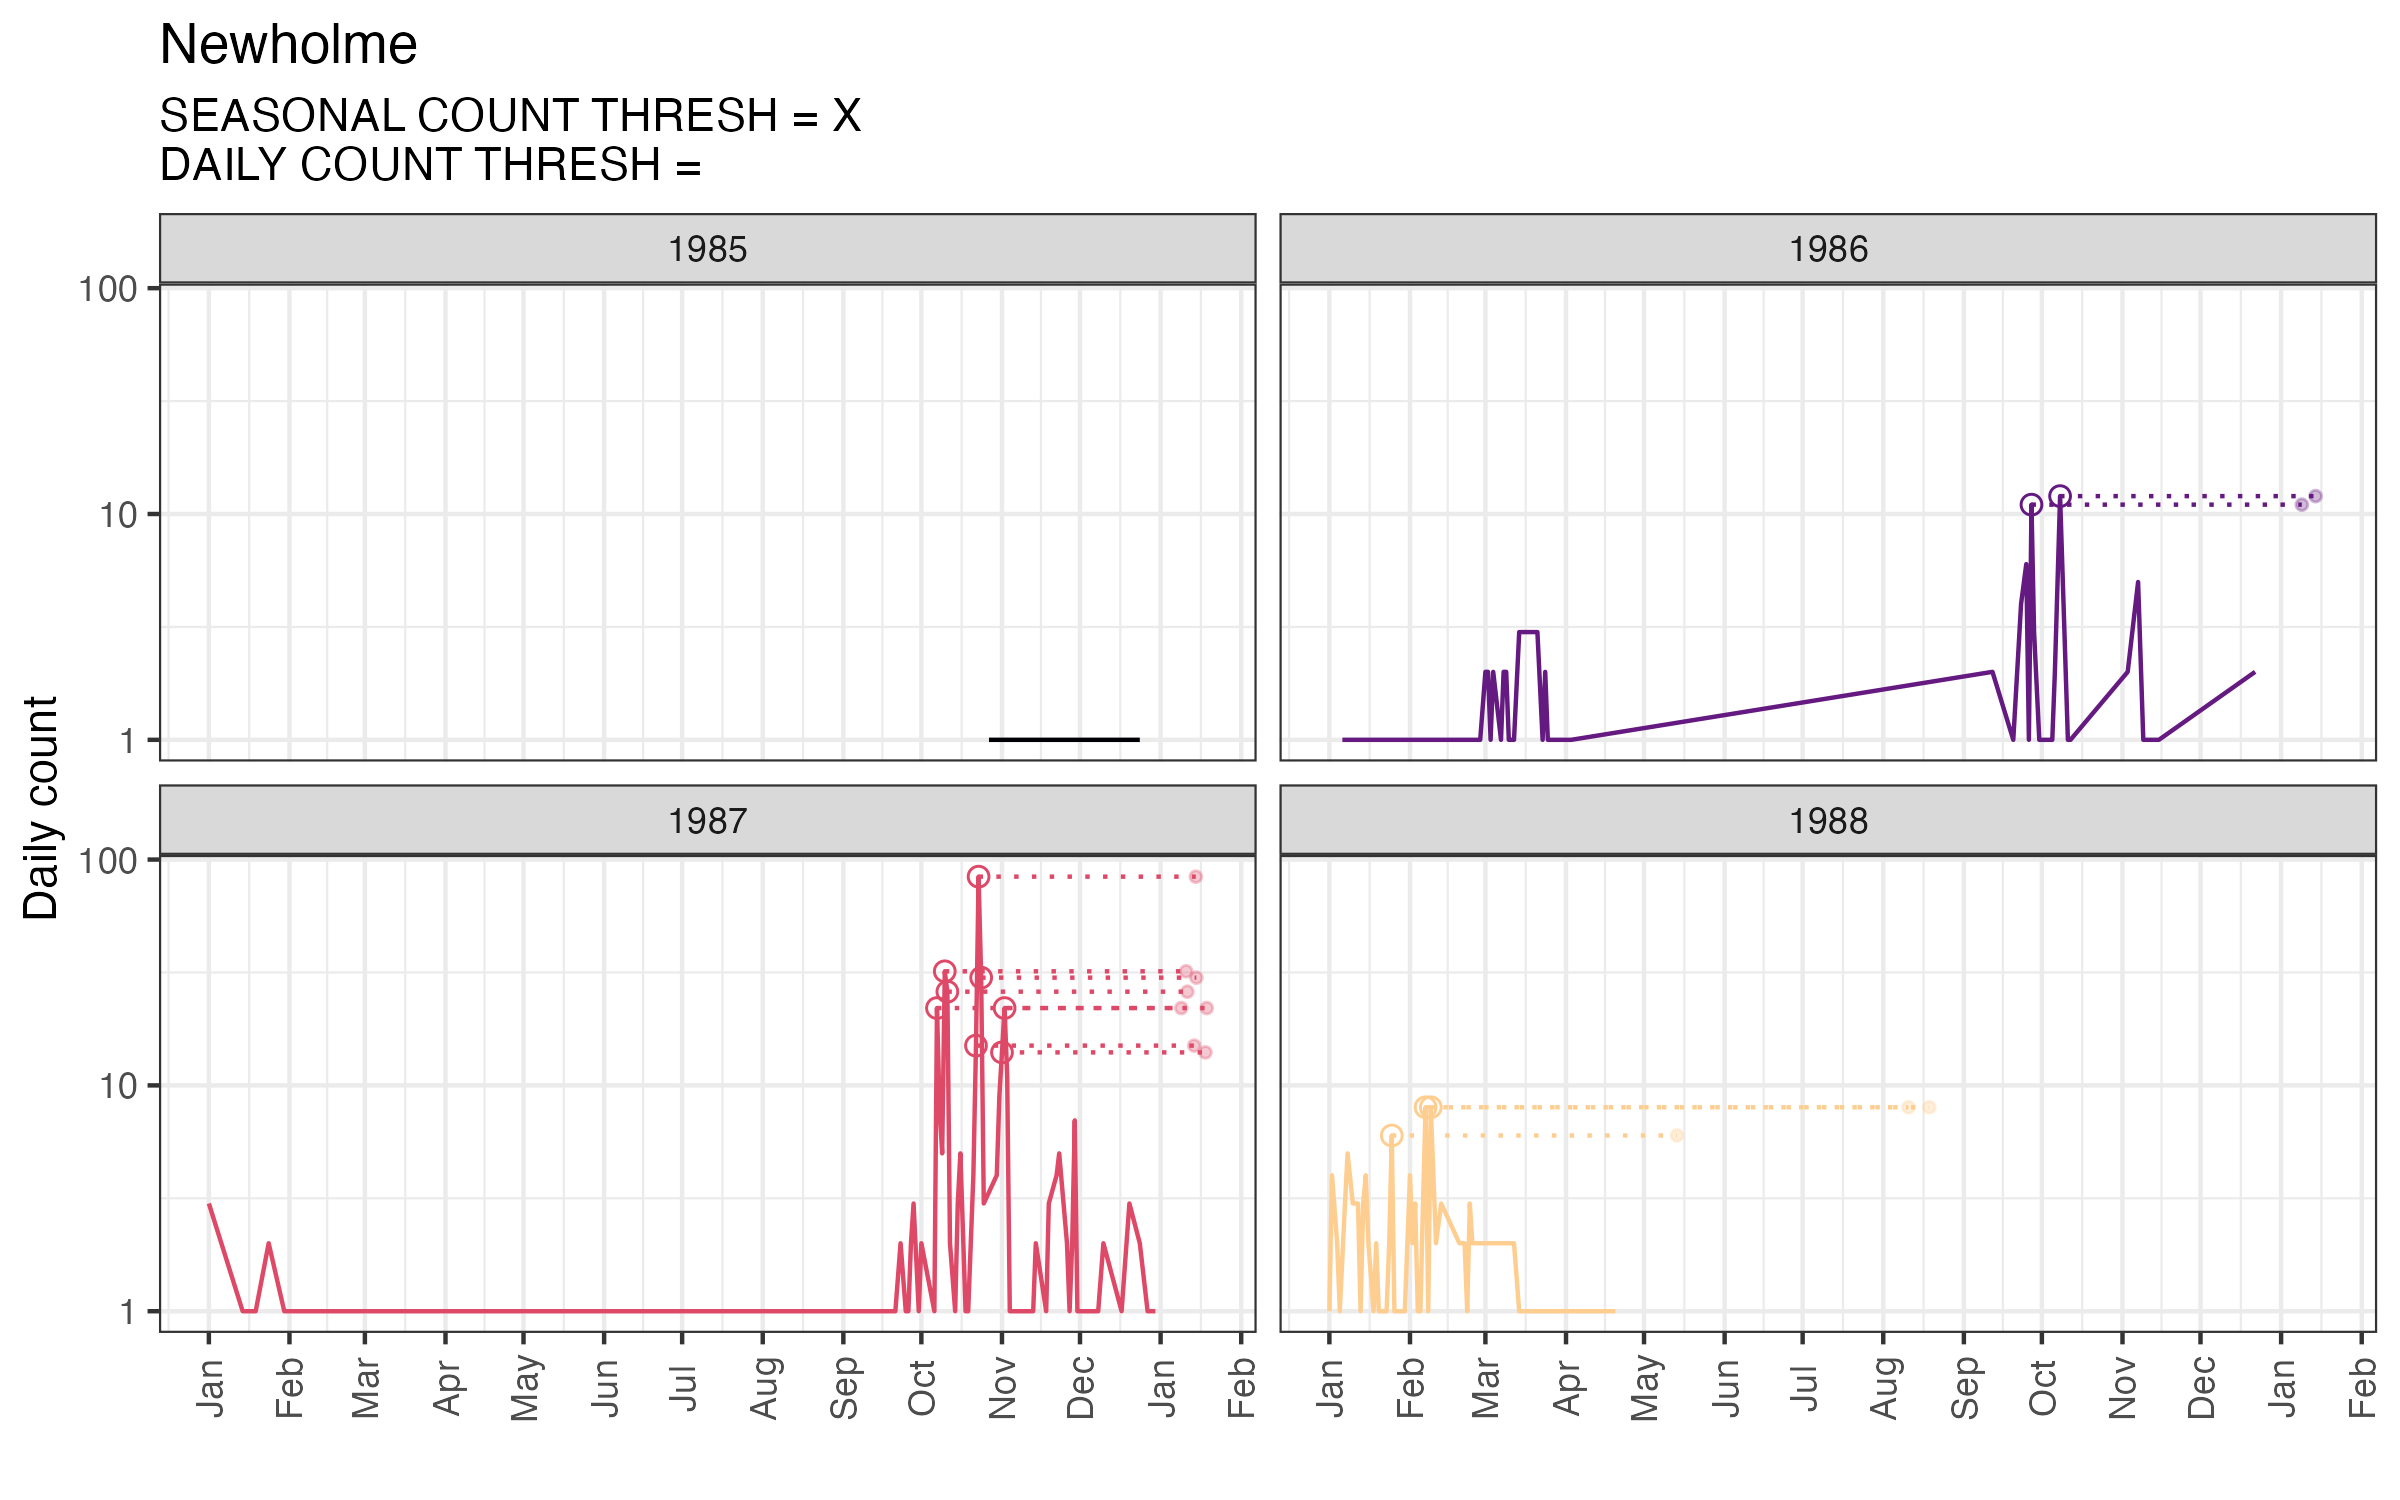 Newholme
SEASONAL COUNT THRESH = X
DAILY COUNT THRESH =
1985
1986
100
10
1
1987
1988
100
10
1
Daily count
Jan Feb Mar Apr May Jun Jul Aug Sep Oct Nov Dec Jan Feb
Jan Feb Mar Apr May Jun Jul Aug Sep Oct Nov Dec Jan Feb